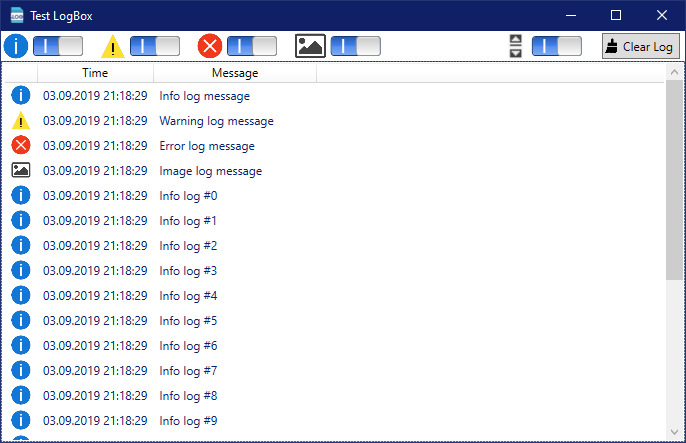 Test LogBox
Clear Log
Time Message
03.09.2019 21:18:29 Info log message
03.09.2019 21:18:29 Warning log message
03.09.2019 21:18:29 Error log message
03.09.2019 21:18:29 Image log message
03.09.2019 21:18:29 Info log #0
03.09.2019 21:18:29 Info log #1
03.09.2019 21:18:29 Info log #2
03.09.2019 21:18:29 Info log #3
03.09.2019 21:18:29 Info log #4
03.09.2019 21:18:29 Info log #5
03.09.2019 21:18:29 Info log #6
03.09.2019 21:18:29 Info log #7
03.09.2019 21:18:29 Info log #8
03.09.2019 21:18:29 Info log #9